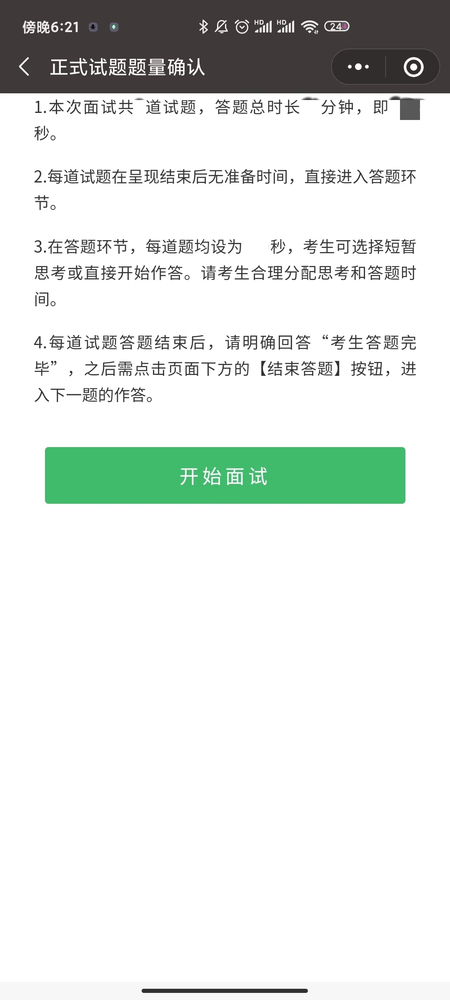 傍晚6:21
HD HD 24
正式试题题量确认
1.本次面试共 道试题，答题总时长 分钟，即
秒。
2.每道试题在呈现结束后无准备时间，直接进入答题环
节。
3.在答题环节，每道题均设为 秒，考生可选择短暂
思考或直接开始作答。请考生合理分配思考和答题时
间。
4.每道试题答题结束后，请明确回答“考生答题完
毕”，之后需点击页面下方的【结束答题】按钮，进
入下一题的作答。
开始面试